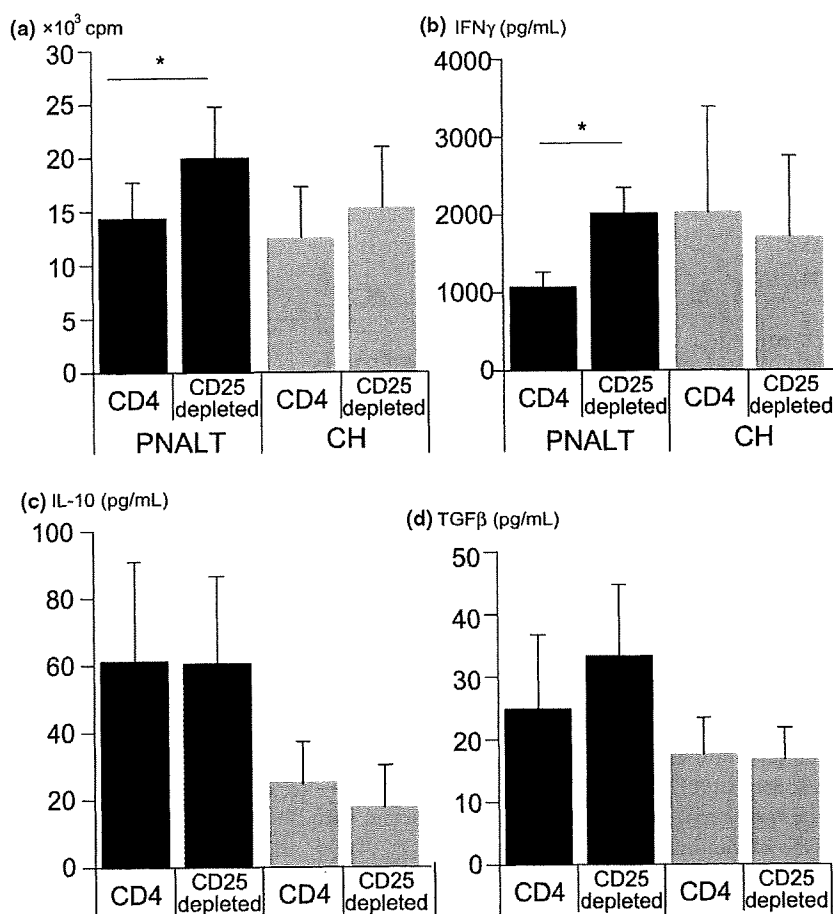 (a) ×10³ cpm
30
25
20
15
10
5
0
*
CD4
CD25 depleted
CD4
CD25 depleted
PNALT
CH
(b) IFNγ (pg/mL)
4000
3000
2000
1000
0
*
CD4
CD25 depleted
CD4
CD25 depleted
PNALT
CH
(c) IL-10 (pg/mL)
100
80
60
40
20
0
CD4
CD25 depleted
CD4
CD25 depleted
(d) TGFβ (pg/mL)
50
40
30
20
10
0
CD4
CD25 depleted
CD4
CD25 depleted